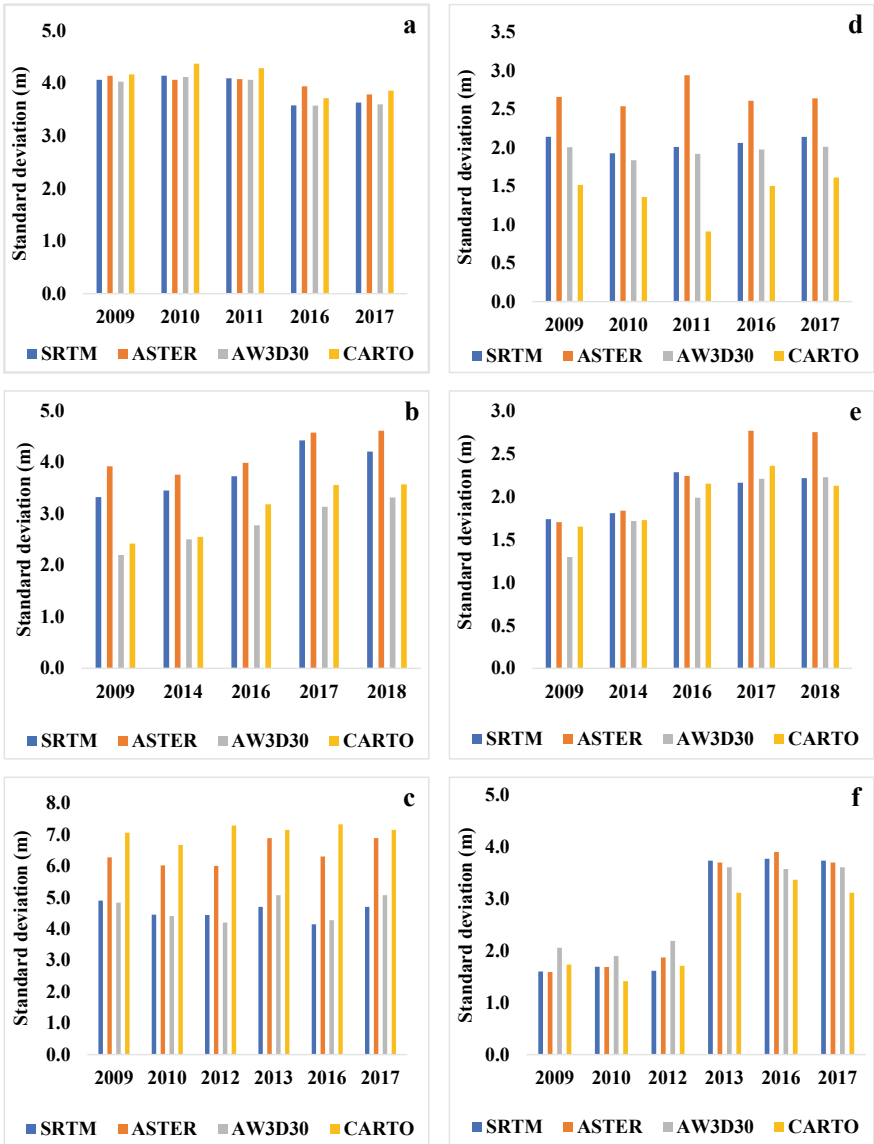 a
Standard deviation (m)
5.0
4.0
3.0
2.0
1.0
0.0
2009 2010 2011 2016 2017
SRTM ASTER AW3D30 CARTO
d
Standard deviation (m)
3.5
3.0
2.5
2.0
1.5
1.0
0.5
0.0
2009 2010 2011 2016 2017
SRTM ASTER AW3D30 CARTO
b
Standard deviation (m)
5.0
4.0
3.0
2.0
1.0
0.0
2009 2014 2016 2017 2018
SRTM ASTER AW3D30 CARTO
e
Standard deviation (m)
3.0
2.5
2.0
1.5
1.0
0.5
0.0
2009 2014 2016 2017 2018
SRTM ASTER AW3D30 CARTO
c
Standard deviation (m)
8.0
7.0
6.0
5.0
4.0
3.0
2.0
1.0
0.0
2009 2010 2012 2013 2016 2017
SRTM ASTER AW3D30 CARTO
f
Standard deviation (m)
5.0
4.0
3.0
2.0
1.0
0.0
2009 2010 2012 2013 2016 2017
SRTM ASTER AW3D30 CARTO